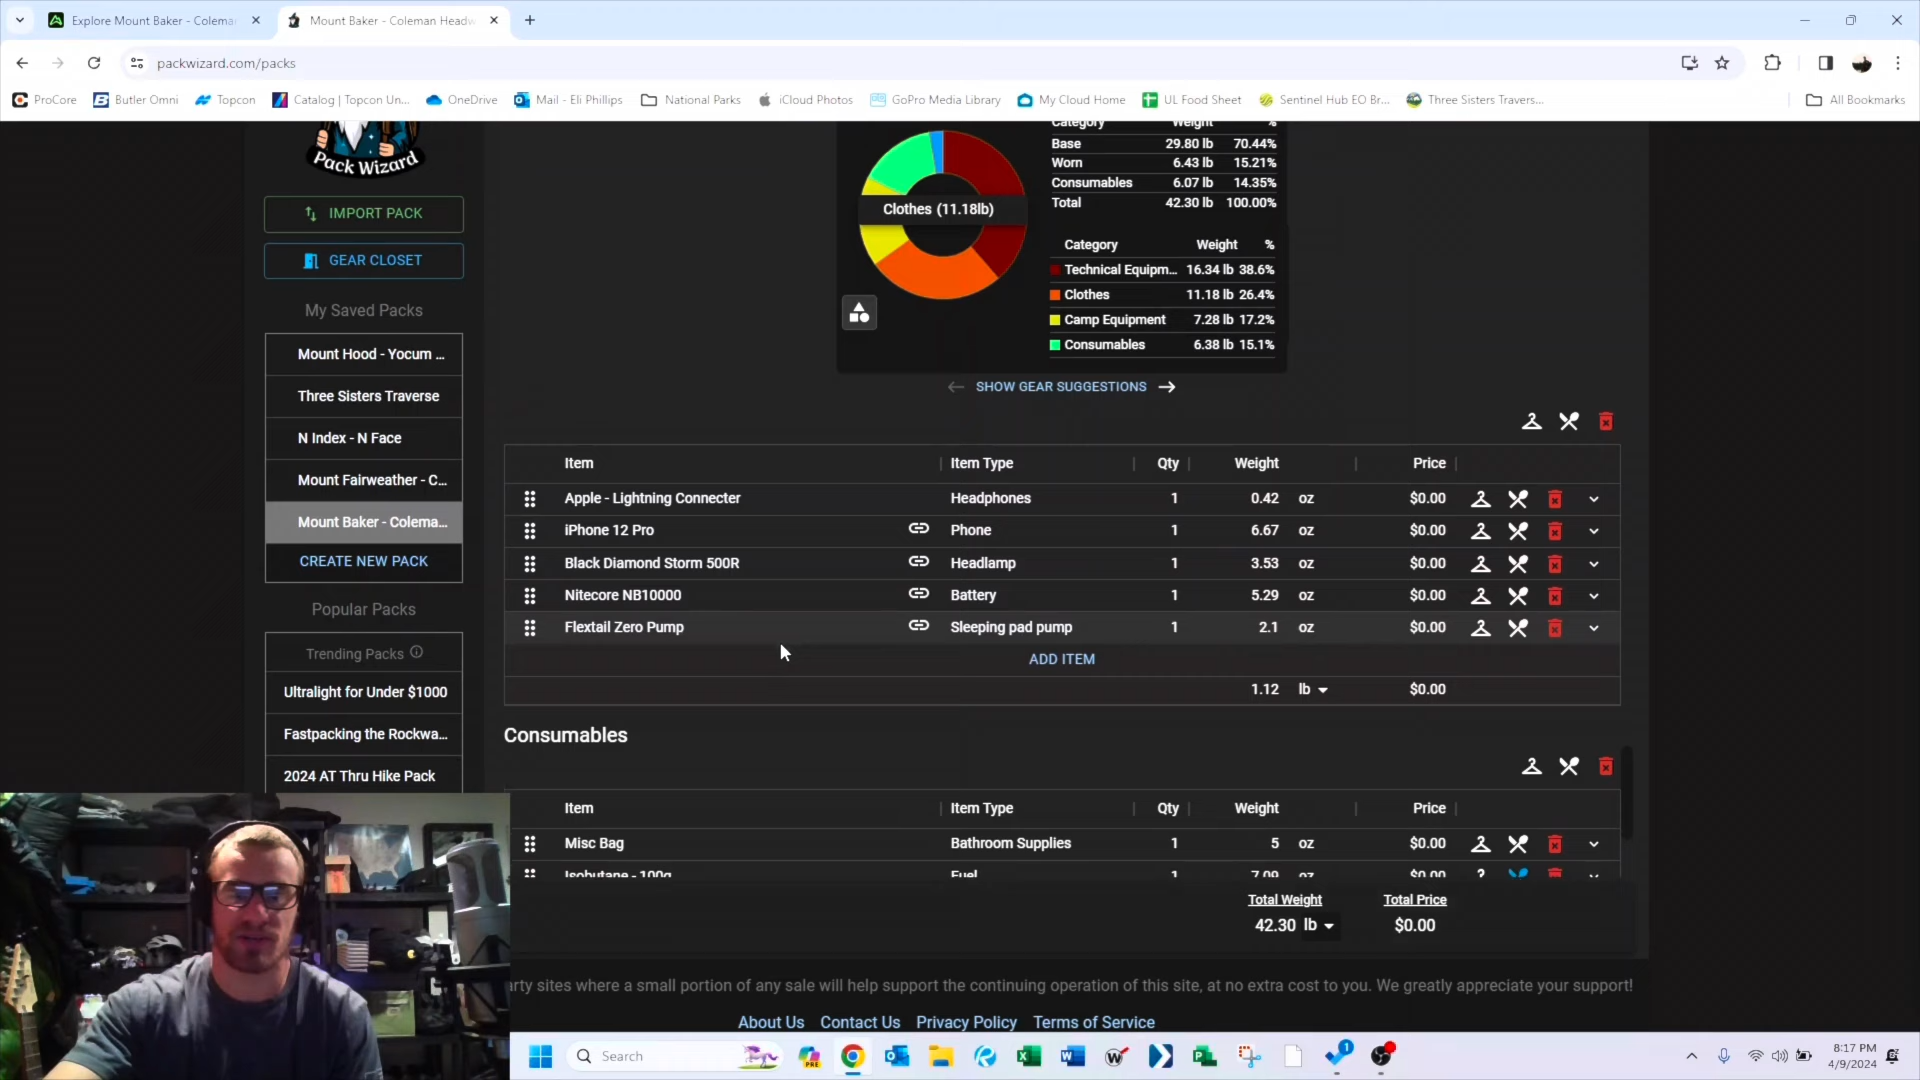 Explore Mount Baker - Colema
Mount Baker - Coleman Headw
packwizard.com/packs
ProCore
Butler Omni
Topcon
Catalog | Topcon Un...
OneDrive
Mail - Eli Phillips
National Parks
iCloud Photos
GoPro Media Library
My Cloud Home
UL Food Sheet
Sentinel Hub EO Br...
Three Sisters Travers...
All Bookmarks
Pack Wizard
IMPORT PACK
GEAR CLOSET
My Saved Packs
Mount Hood - Yocum ...
Three Sisters Traverse
N Index - N Face
Mount Fairweather - C...
Mount Baker - Colema...
CREATE NEW PACK
Popular Packs
Trending Packs
Ultralight for Under $1000
Fastpacking the Rockwa...
2024 AT Thru Hike Pack
Clothes (11.18lb)
Category Weight %
Base 29.80 lb 70.44%
Worn 6.43 lb 15.21%
Consumables 6.07 lb 14.35%
Total 42.30 lb 100.00%
Category Weight %
Technical Equipm... 16.34 lb 38.6%
Clothes 11.18 lb 26.4%
Camp Equipment 7.28 lb 17.2%
Consumables 6.38 lb 15.1%
SHOW GEAR SUGGESTIONS
Item Item Type Qty Weight Price
Apple - Lightning Connecter Headphones 1 0.42 oz $0.00
iPhone 12 Pro Phone 1 6.67 oz $0.00
Black Diamond Storm 500R Headlamp 1 3.53 oz $0.00
Nitecore NB10000 Battery 1 5.29 oz $0.00
Flextail Zero Pump Sleeping pad pump 1 2.1 oz $0.00
ADD ITEM
1.12 lb $0.00
Consumables
Item Item Type Qty Weight Price
Misc Bag Bathroom Supplies 1 5 oz $0.00
Isobutane - 100g Fuel 1 7.09 oz $0.00
Total Weight Total Price
42.30 lb $0.00
arty sites where a small portion of any sale will help support the continuing operation of this site, at no extra cost to you. We greatly appreciate your support!
About Us Contact Us Privacy Policy Terms of Service
Search
PRE
1
8:17 PM
4/9/2024